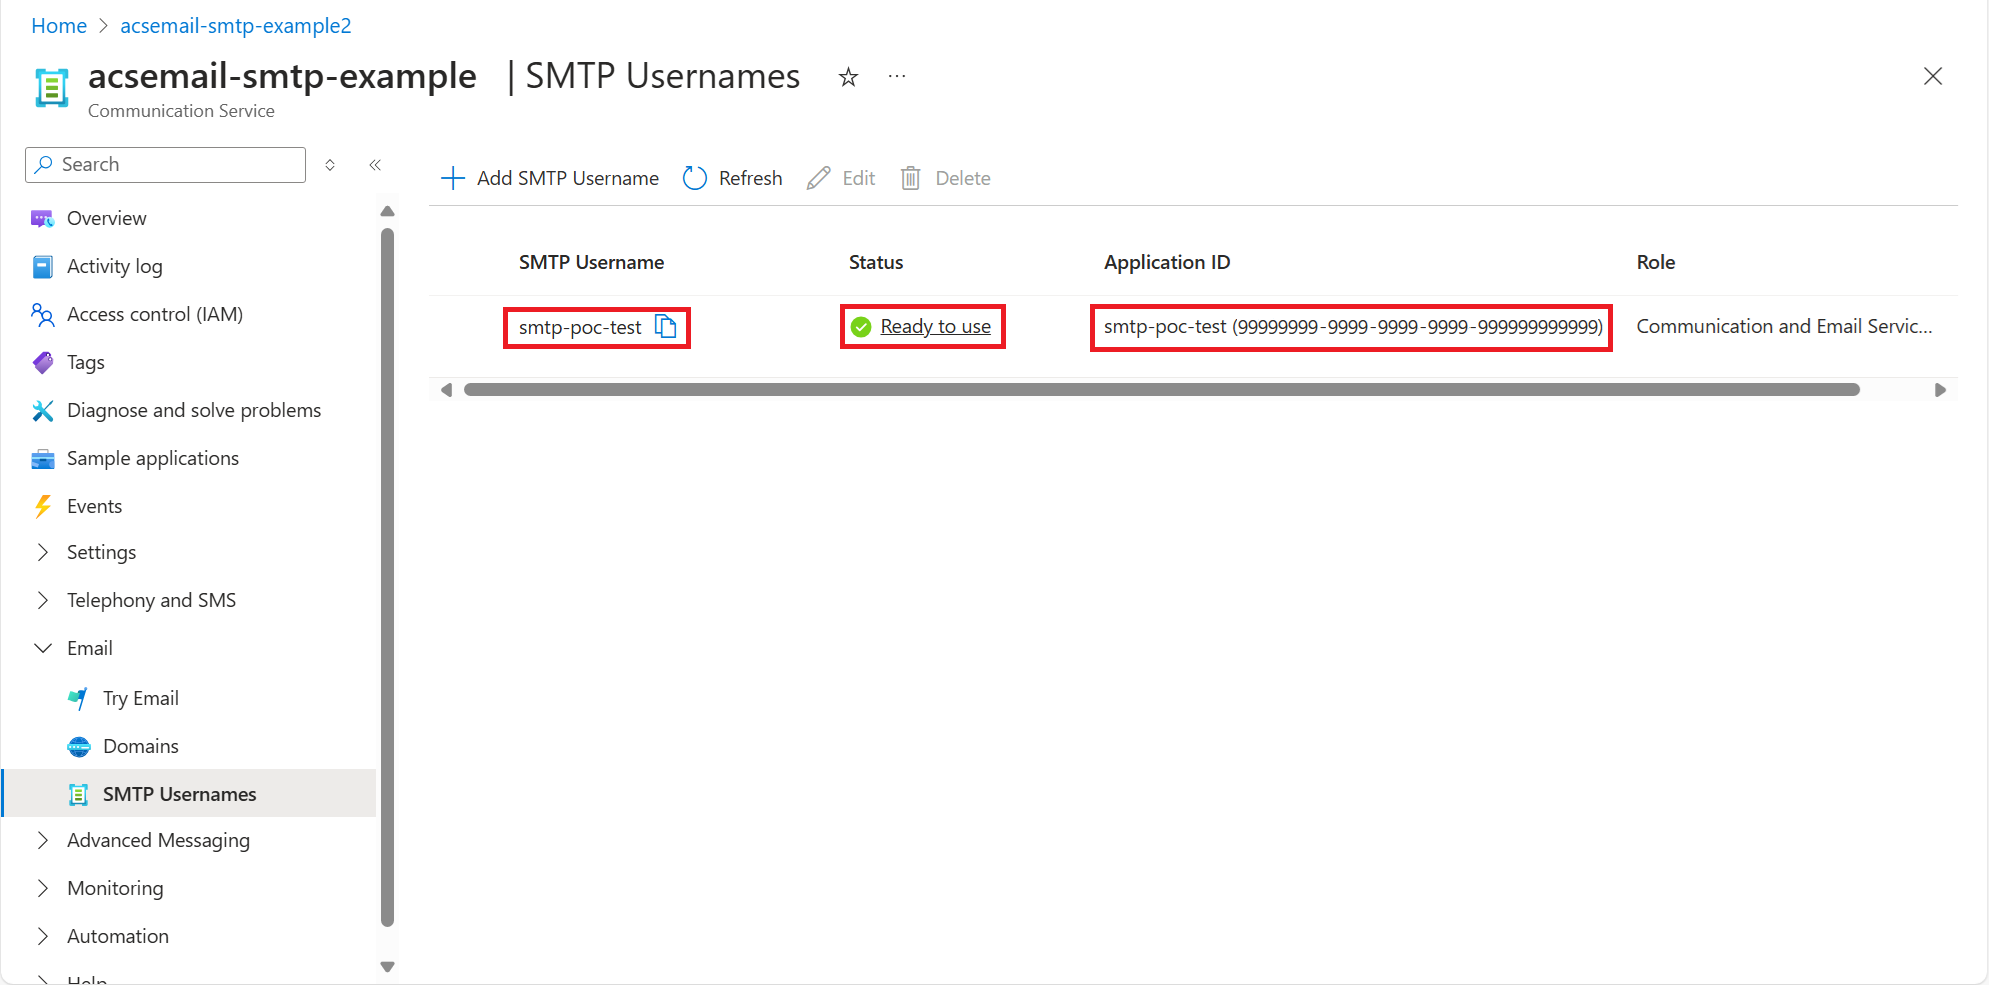 Home > acsemail-smtp-example2
acsemail-smtp-example | SMTP Usernames ...
Communication Service
Search
Overview
Activity log
Access control (IAM)
Tags
Diagnose and solve problems
Sample applications
Events
Settings
Telephony and SMS
Email
Try Email
Domains
SMTP Usernames
Advanced Messaging
Monitoring
Automation
Help
Add SMTP Username Refresh Edit Delete
SMTP Username Status Application ID Role
smtp-poc-test Ready to use smtp-poc-test (99999999-9999-9999-9999-999999999999) Communication and Email Servic...